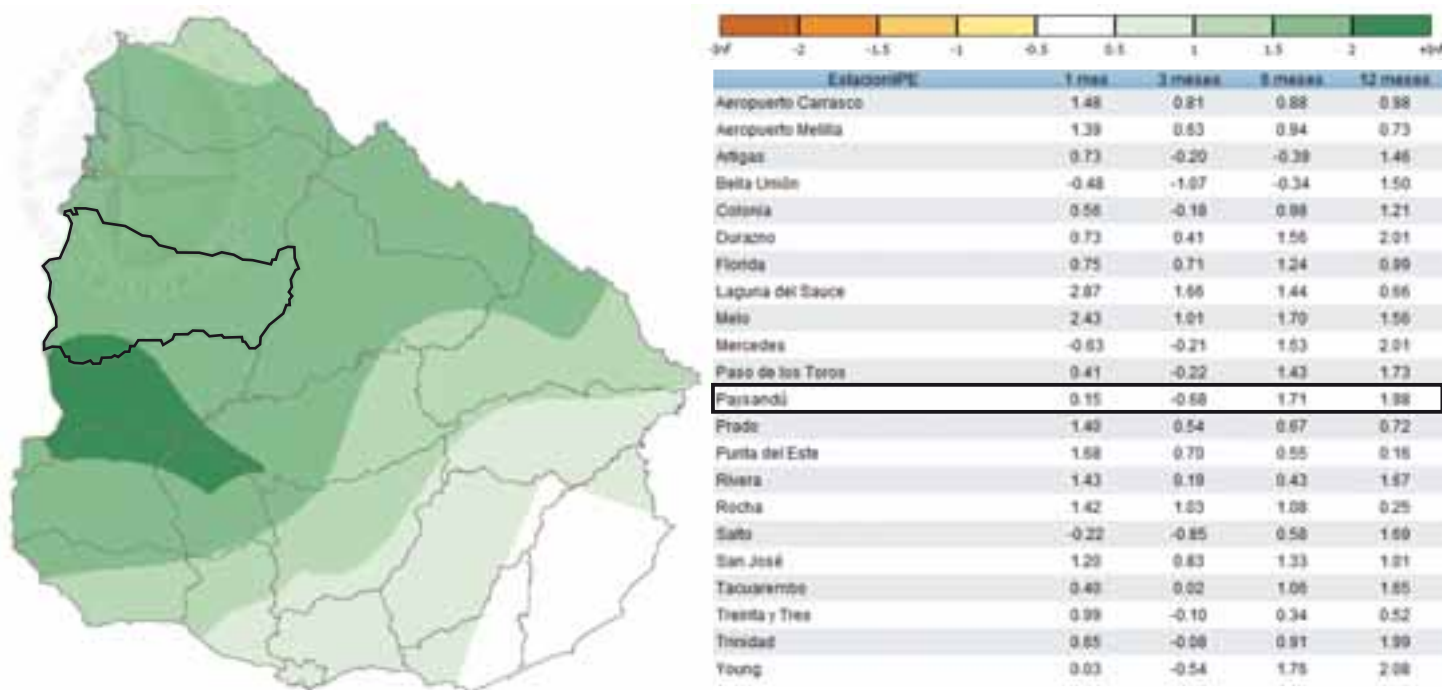 -Inf -2 -1.5 -1 -0.5 0.5 1 1.5 2 +Inf
Estacion\IPE 1 mes 3 meses 6 meses 12 meses
Aeropuerto Carrasco 1.48 0.81 0.88 0.98
Aeropuerto Melilla 1.39 0.63 0.94 0.73
Artigas 0.73 -0.20 -0.39 1.46
Bella Unión -0.48 -1.07 -0.34 1.50
Colonia 0.56 -0.18 0.88 1.21
Durazno 0.73 0.41 1.56 2.01
Florida 0.75 0.71 1.24 0.99
Laguna del Sauce 2.87 1.66 1.44 0.66
Melo 2.43 1.01 1.70 1.56
Mercedes -0.63 -0.21 1.53 2.01
Paso de los Toros 0.41 -0.22 1.43 1.73
Paysandú 0.15 -0.68 1.71 1.98
Prado 1.40 0.54 0.67 0.72
Punta del Este 1.68 0.70 0.55 0.16
Rivera 1.43 0.19 0.43 1.67
Rocha 1.42 1.03 1.08 0.25
Salto -0.22 -0.85 0.58 1.69
San José 1.20 0.83 1.33 1.01
Tacuarembo 0.40 0.02 1.06 1.65
Treinta y Tres 0.99 -0.10 0.34 0.52
Trinidad 0.65 -0.08 0.91 1.99
Young 0.03 -0.54 1.76 2.08